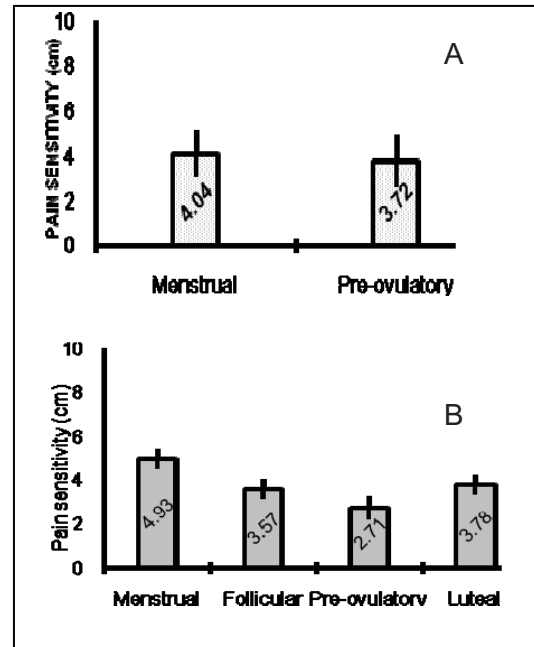 A
PAIN SENSITIVITY (cm)
10
8
6
4
2
0
4.04
3.72
Menstrual
Pre-ovulatory
B
Pain sensitivity (cm)
10
8
6
4
2
0
4.93
3.57
2.71
3.78
Menstrual Follicular Pre-ovulatory Luteal